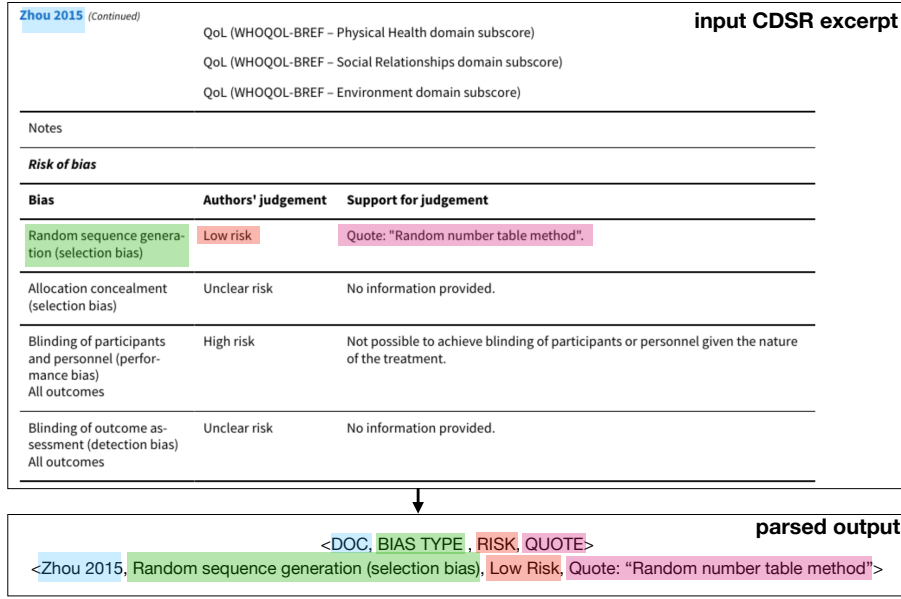 Zhou 2015 (Continued)
input CDSR excerpt
QoL (WHOQOL-BREF – Physical Health domain subscore)
QoL (WHOQOL-BREF – Social Relationships domain subscore)
QoL (WHOQOL-BREF – Environment domain subscore)
Notes
Risk of bias
Bias Authors' judgement Support for judgement
Random sequence genera-
tion (selection bias)
Low risk
Quote: "Random number table method".
Allocation concealment
(selection bias)
Unclear risk
No information provided.
Blinding of participants
and personnel (perfor-
mance bias)
All outcomes
High risk
Not possible to achieve blinding of participants or personnel given the nature
of the treatment.
Blinding of outcome as-
sessment (detection bias)
All outcomes
Unclear risk
No information provided.
parsed output
<DOC, BIAS TYPE , RISK, QUOTE>
<Zhou 2015, Random sequence generation (selection bias), Low Risk, Quote: “Random number table method”>